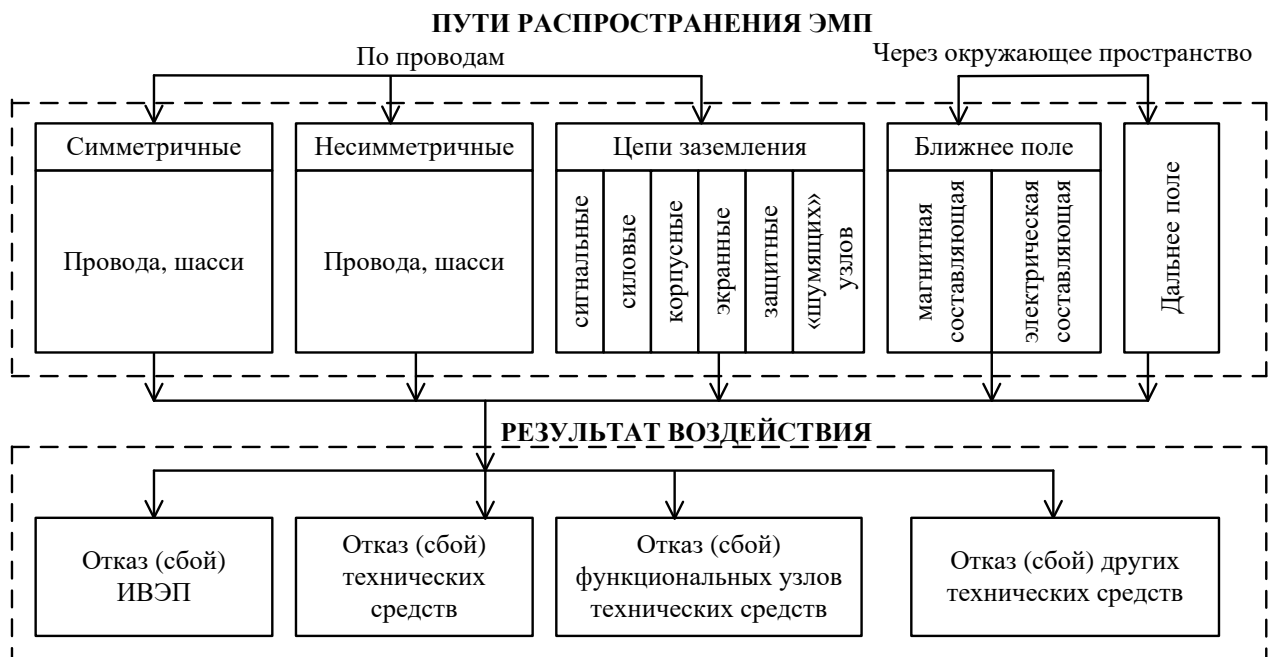 ПУТИ РАСПРОСТРАНЕНИЯ ЭМП
По проводам
Через окружающее пространство
Симметричные
Провода, шасси
Несимметричные
Провода, шасси
Цепи заземления
сигнальные
силовые
корпусные
экранные
защитные
«шумящих»
узлов
Ближнее поле
магнитная
составляющая
электрическая
составляющая
Дальнее поле
РЕЗУЛЬТАТ ВОЗДЕЙСТВИЯ
Отказ (сбой)
ИВЭП
Отказ (сбой)
технических
средств
Отказ (сбой)
функциональных узлов
технических средств
Отказ (сбой) других
технических средств